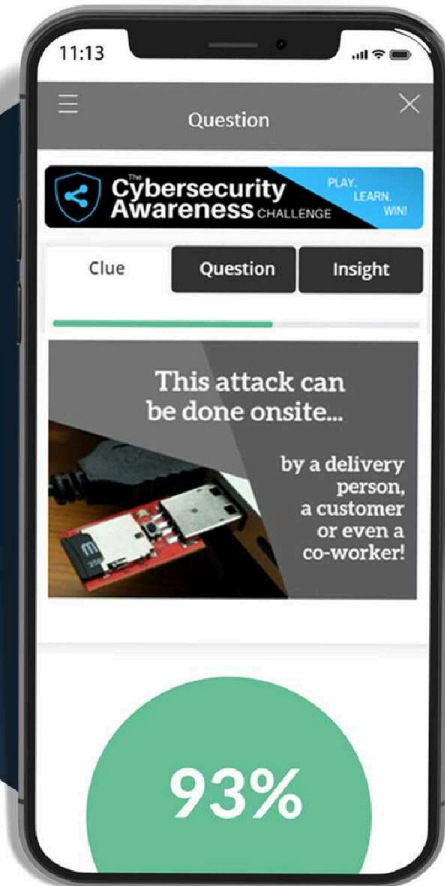 11:13
Question
The
Cybersecurity
Awareness CHALLENGE
PLAY.
LEARN.
WIN!
Clue
Question
Insight
This attack can
be done onsite...
by a delivery
person,
a customer
or even a
co-worker!
93%